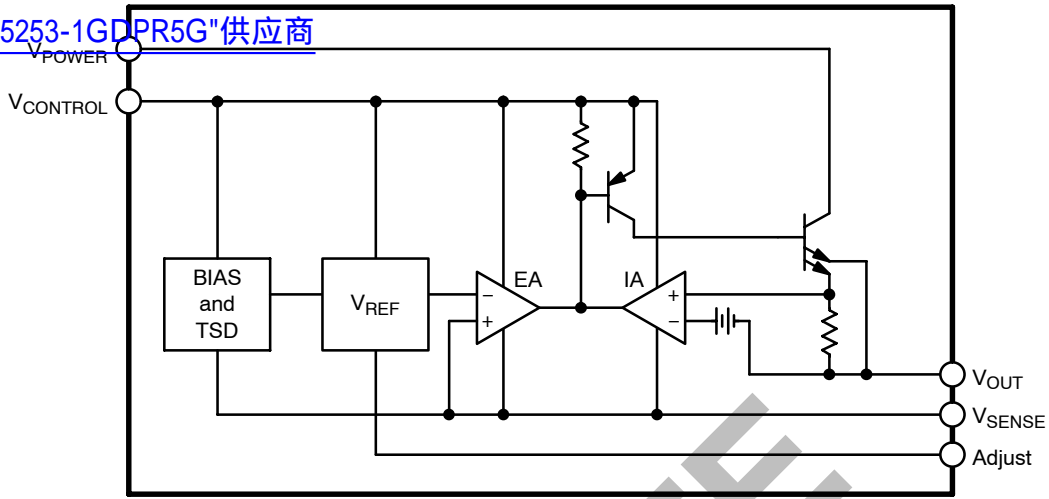 5253-1GDPR5G"供应商
VPOWER
VCONTROL
BIAS
and
TSD
VREF
EA
IA
−
+
+
−
VOUT
VSENSE
Adjust